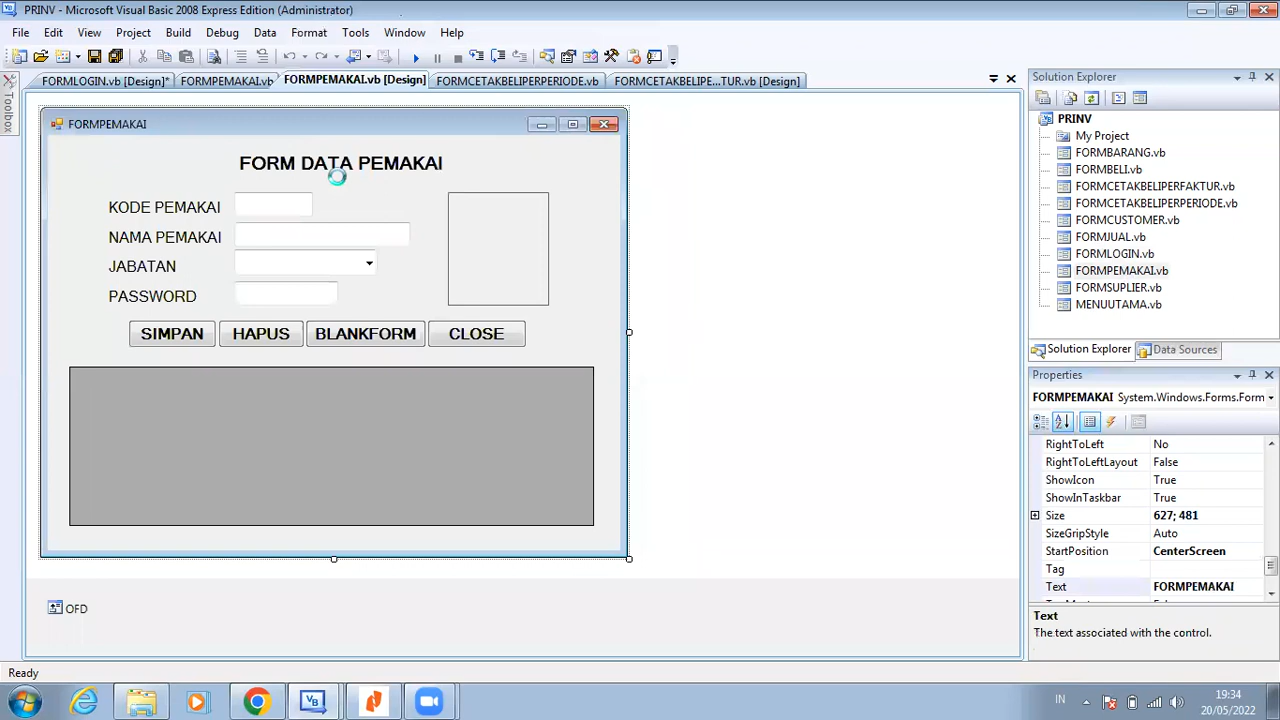 PRINV - Microsoft Visual Basic 2008 Express Edition (Administrator)
File Edit View Project Build Debug Data Format Tools Window Help
FORMLOGIN.vb [Design]* FORMPEMAKAI.vb FORMPEMAKAI.vb [Design] FORMCETAKBELIPERPERIODE.vb FORMCETAKBELIPE...TUR.vb [Design]
Toolbox
FORMPEMAKAI
FORM DATA PEMAKAI
KODE PEMAKAI
NAMA PEMAKAI
JABATAN
PASSWORD
SIMPAN HAPUS BLANKFORM CLOSE
OFD
Solution Explorer
PRINV
My Project
FORMBARANG.vb
FORMBELI.vb
FORMCETAKBELIPERFAKTUR.vb
FORMCETAKBELIPERPERIODE.vb
FORMCUSTOMER.vb
FORMJUAL.vb
FORMLOGIN.vb
FORMPEMAKAI.vb
FORMSUPLIER.vb
MENUUTAMA.vb
Solution Explorer Data Sources
Properties
FORMPEMAKAI System.Windows.Forms.Form
RightToLeft No
RightToLeftLayout False
ShowIcon True
ShowInTaskbar True
Size 627; 481
SizeGripStyle Auto
StartPosition CenterScreen
Tag
Text FORMPEMAKAI
Text
The text associated with the control.
Ready
IN
19:34
20/05/2022